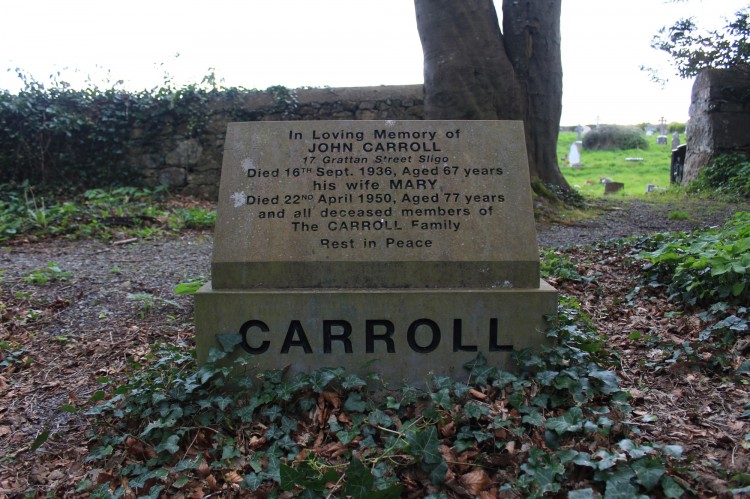 In Loving Memory of
JOHN CARROLL
17 Grattan Street Sligo
Died 16TH Sept. 1936, Aged 67 years
his wife MARY,
Died 22ND April 1950, Aged 77 years
and all deceased members of
The CARROLL Family
Rest in Peace
CARROLL